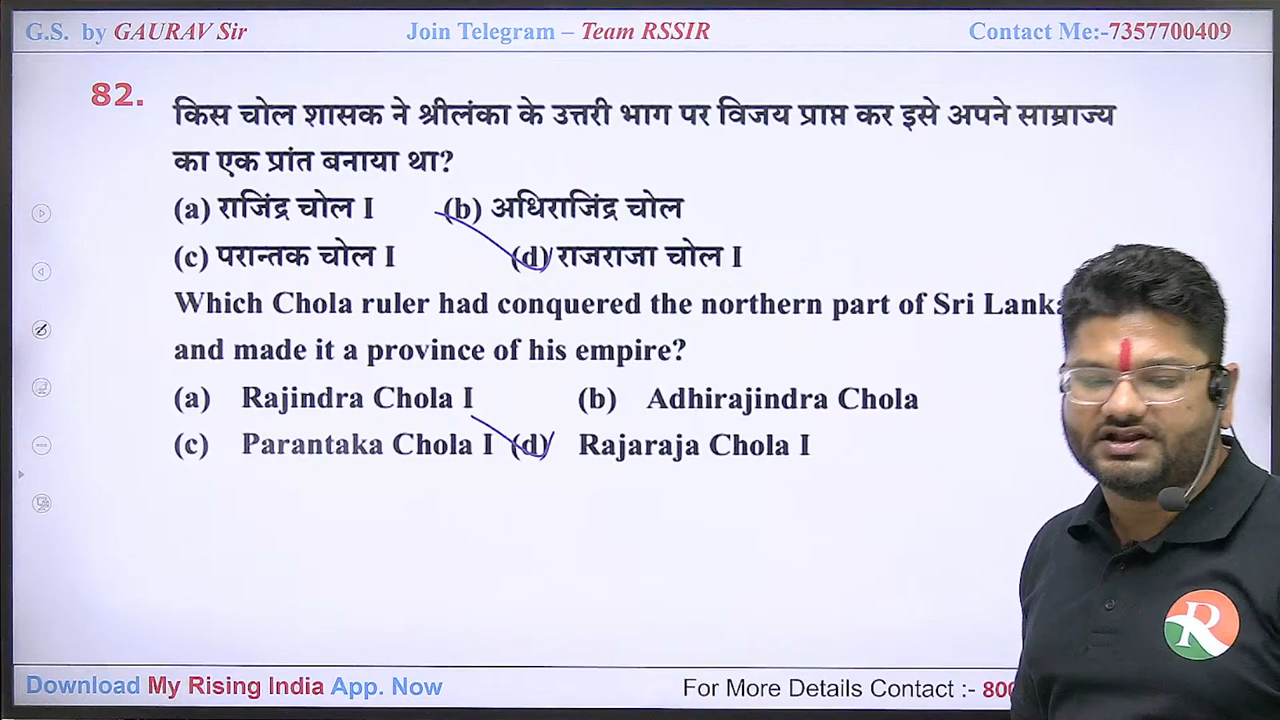 G.S. by GAURAV Sir
Join Telegram – Team RSSIR
Contact Me:-7357700409
82.
किस चोल शासक ने श्रीलंका के उत्तरी भाग पर विजय प्राप्त कर इसे अपने साम्राज्य
का एक प्रांत बनाया था?
(a) राजिंद्र चोल I (b) अधिराजिंद्र चोल
(c) परान्तक चोल I (d) राजराजा चोल I
Which Chola ruler had conquered the northern part of Sri Lanka
and made it a province of his empire?
(a) Rajindra Chola I (b) Adhirajindra Chola
(c) Parantaka Chola I (d) Rajaraja Chola I
R
Download My Rising India App. Now
For More Details Contact :- 800